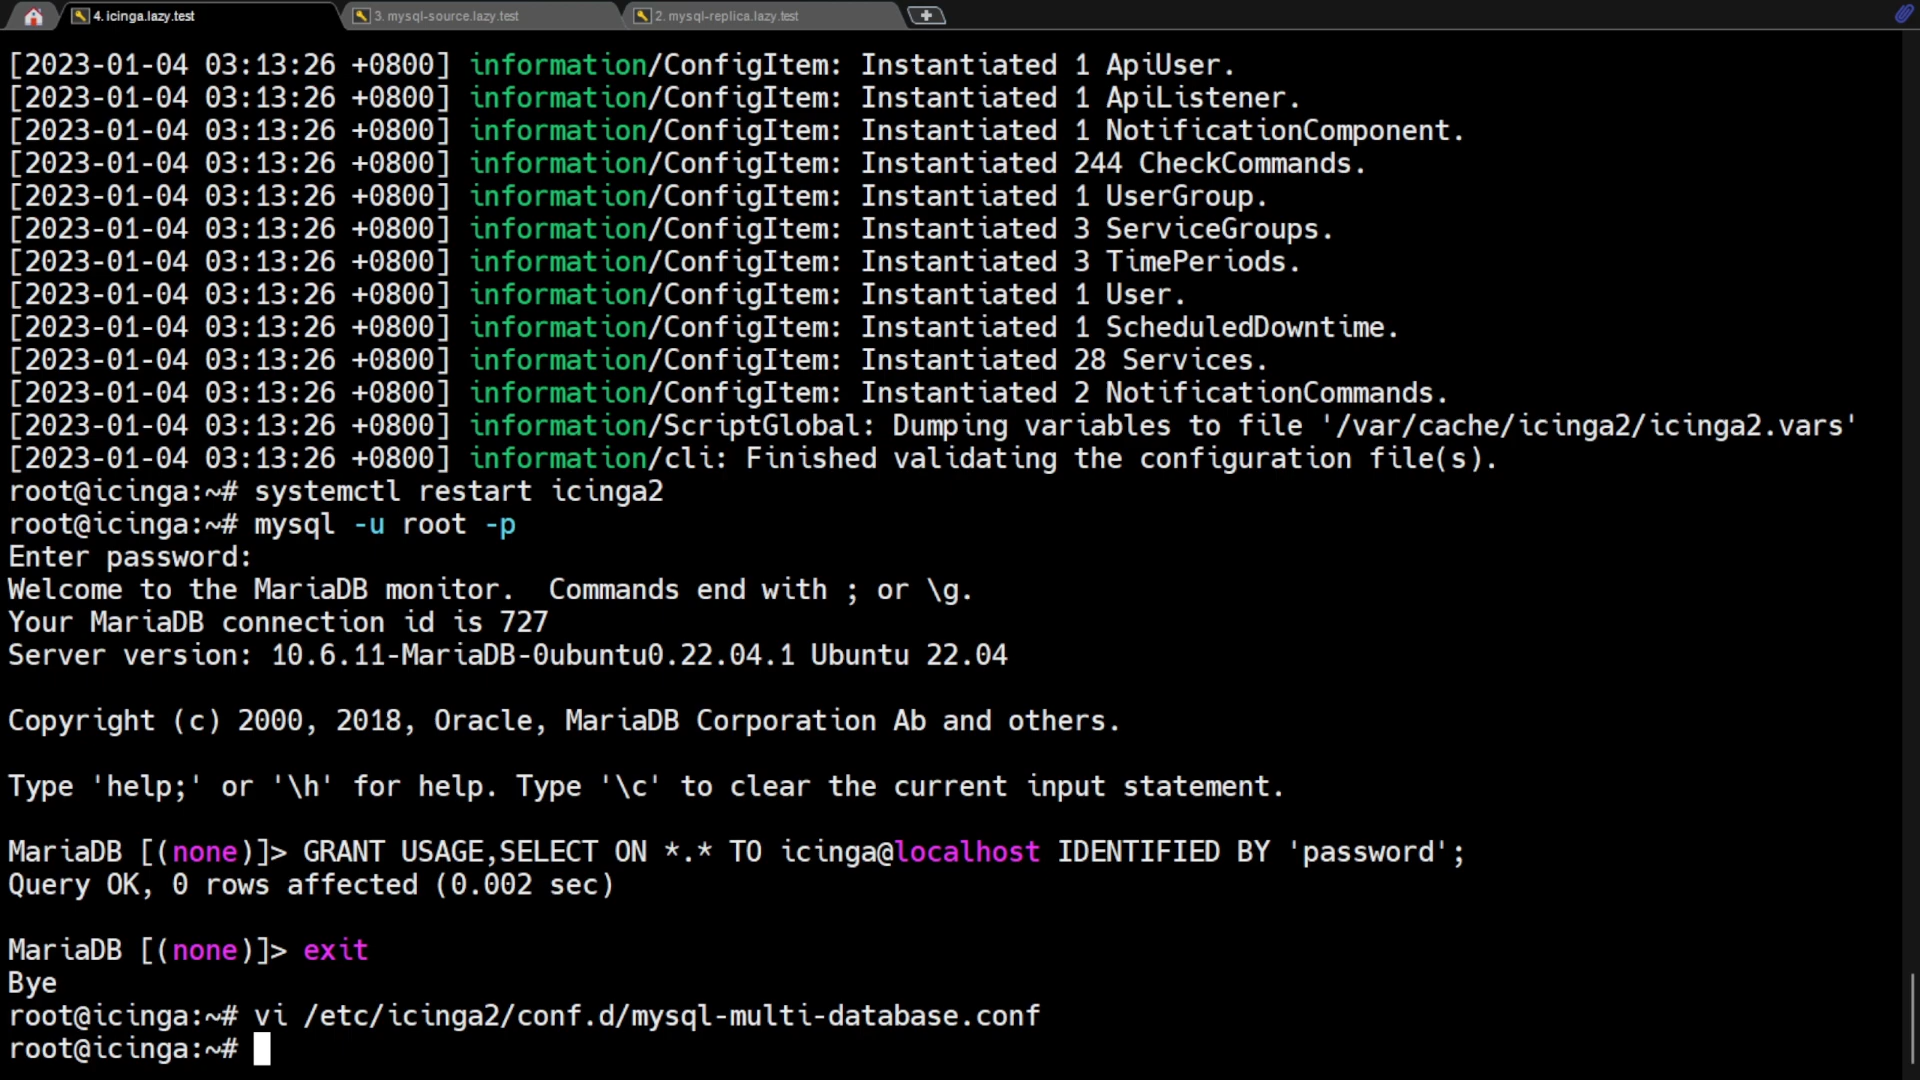 4. icinga.lazy.test
3. mysql-source.lazy.test
2. mysql-replica.lazy.test
[2023-01-04 03:13:26 +0800] information/ConfigItem: Instantiated 1 ApiUser.
[2023-01-04 03:13:26 +0800] information/ConfigItem: Instantiated 1 ApiListener.
[2023-01-04 03:13:26 +0800] information/ConfigItem: Instantiated 1 NotificationComponent.
[2023-01-04 03:13:26 +0800] information/ConfigItem: Instantiated 244 CheckCommands.
[2023-01-04 03:13:26 +0800] information/ConfigItem: Instantiated 1 UserGroup.
[2023-01-04 03:13:26 +0800] information/ConfigItem: Instantiated 3 ServiceGroups.
[2023-01-04 03:13:26 +0800] information/ConfigItem: Instantiated 3 TimePeriods.
[2023-01-04 03:13:26 +0800] information/ConfigItem: Instantiated 1 User.
[2023-01-04 03:13:26 +0800] information/ConfigItem: Instantiated 1 ScheduledDowntime.
[2023-01-04 03:13:26 +0800] information/ConfigItem: Instantiated 28 Services.
[2023-01-04 03:13:26 +0800] information/ConfigItem: Instantiated 2 NotificationCommands.
[2023-01-04 03:13:26 +0800] information/ScriptGlobal: Dumping variables to file '/var/cache/icinga2/icinga2.vars'
[2023-01-04 03:13:26 +0800] information/cli: Finished validating the configuration file(s).
root@icinga:~# systemctl restart icinga2
root@icinga:~# mysql -u root -p
Enter password:
Welcome to the MariaDB monitor.  Commands end with ; or \g.
Your MariaDB connection id is 727
Server version: 10.6.11-MariaDB-0ubuntu0.22.04.1 Ubuntu 22.04
Copyright (c) 2000, 2018, Oracle, MariaDB Corporation Ab and others.
Type 'help;' or '\h' for help. Type '\c' to clear the current input statement.
MariaDB [(none)]> GRANT USAGE,SELECT ON *.* TO icinga@localhost IDENTIFIED BY 'password';
Query OK, 0 rows affected (0.002 sec)
MariaDB [(none)]> exit
Bye
root@icinga:~# vi /etc/icinga2/conf.d/mysql-multi-database.conf
root@icinga:~#